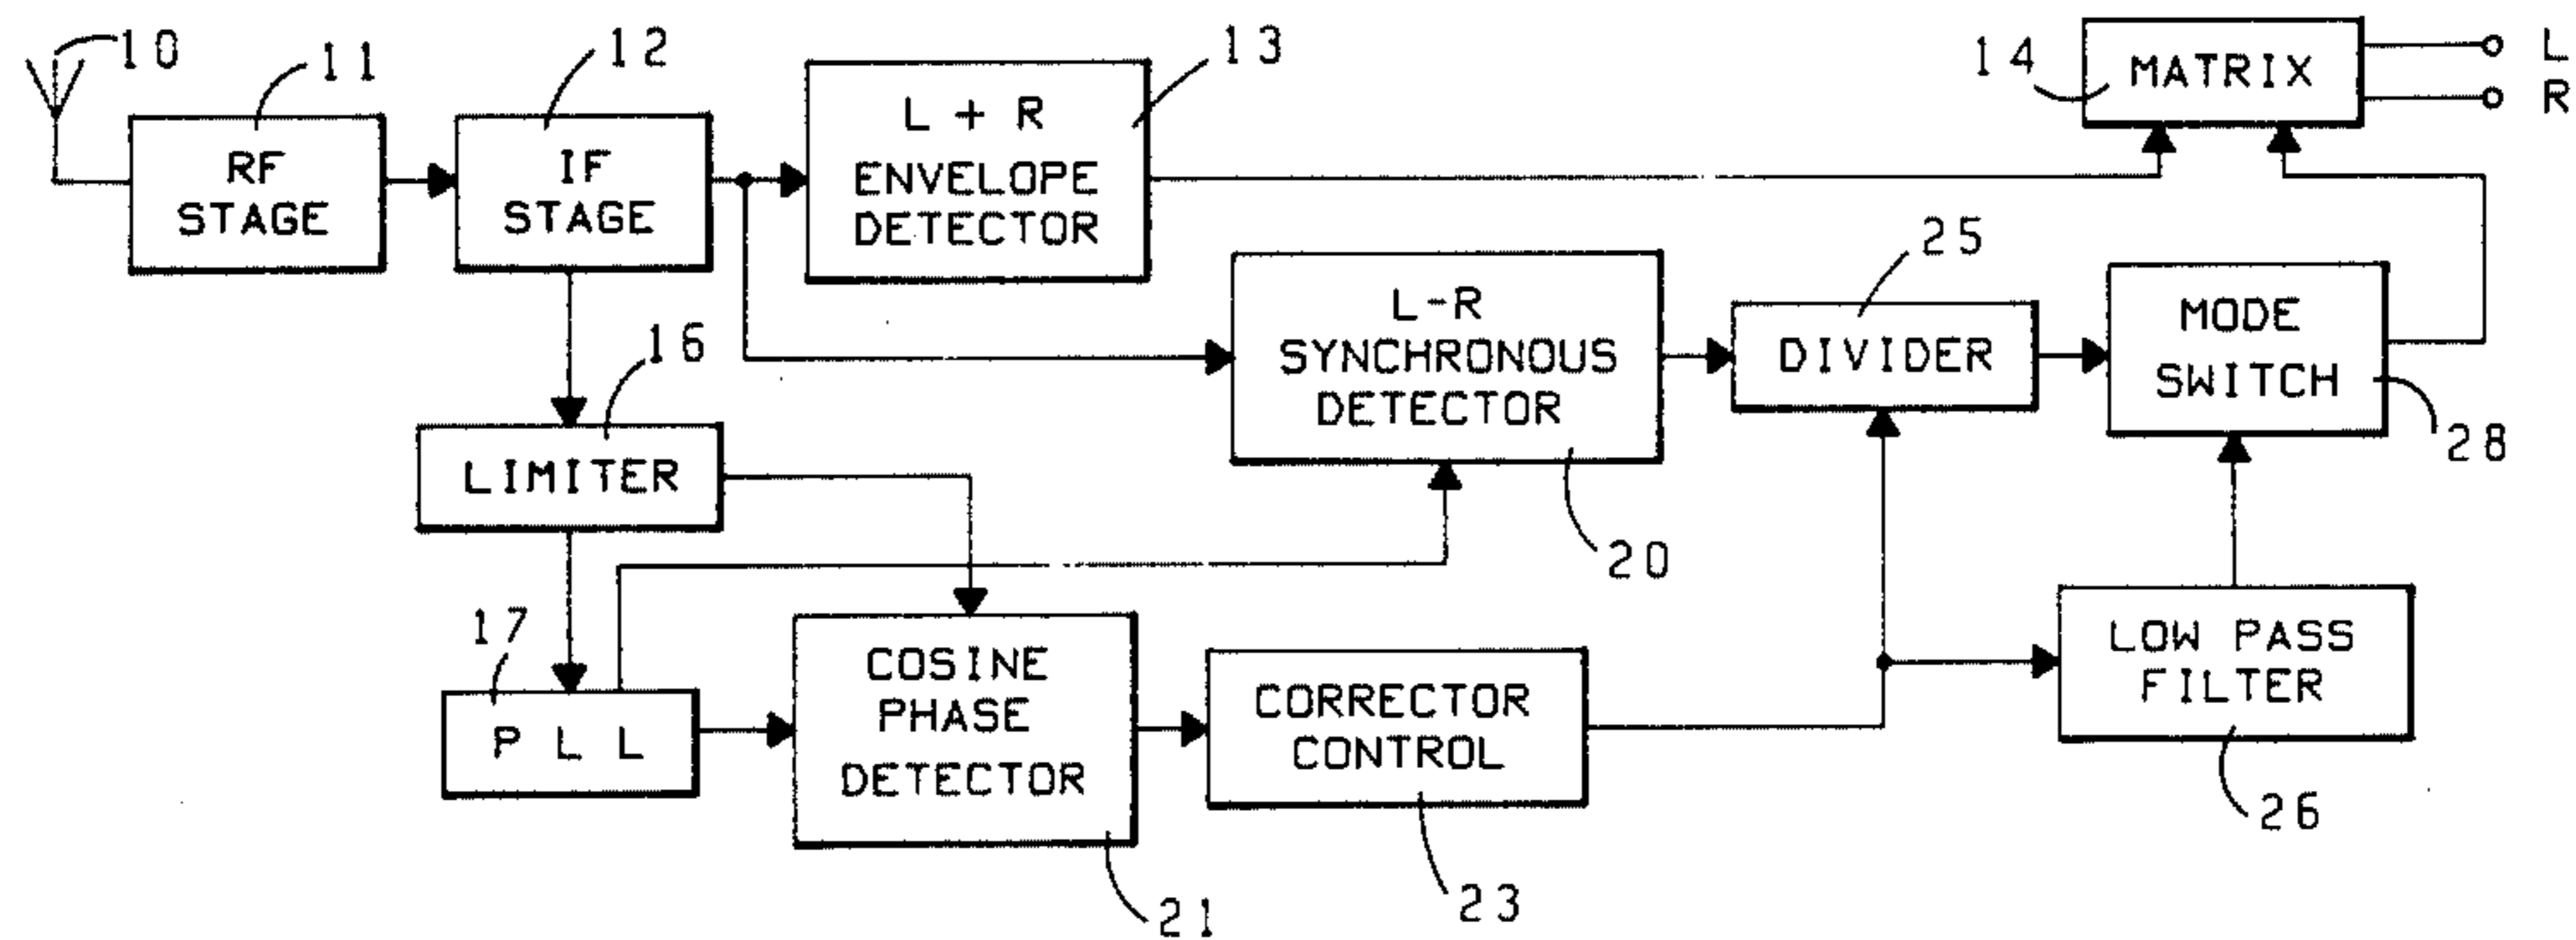 10
11
12
13
14
L
R
MATRIX
RF
STAGE
IF
STAGE
L + R
ENVELOPE
DETECTOR
16
25
L-R
SYNCHRONOUS
DETECTOR
DIVIDER
MODE
SWITCH
28
LIMITER
20
17
P L L
COSINE
PHASE
DETECTOR
CORRECTOR
CONTROL
LOW PASS
FILTER
26
21
23